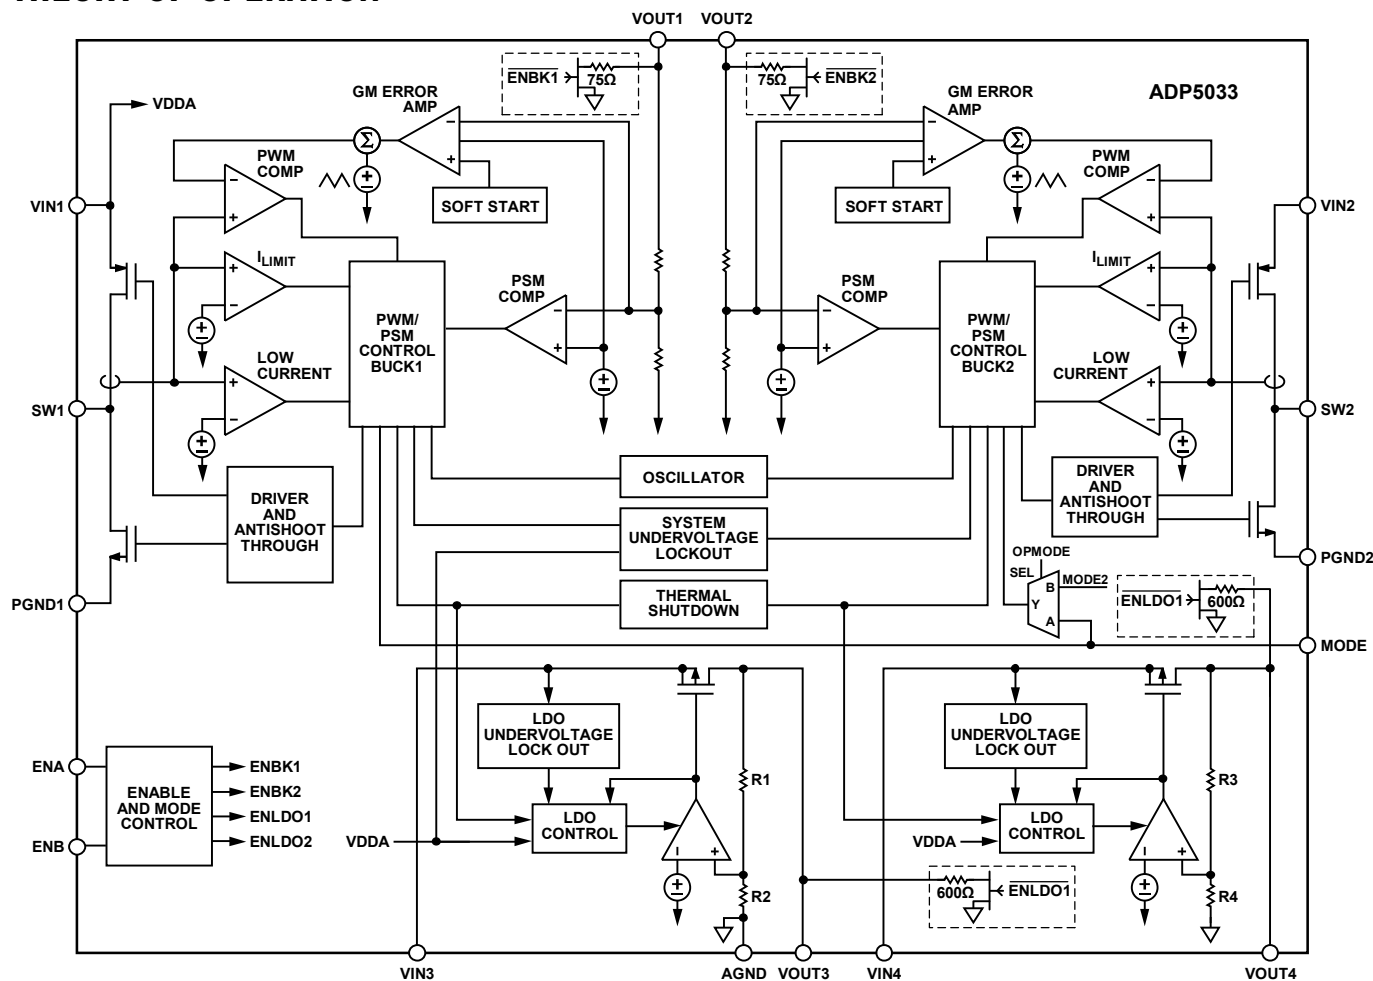 THEORY OF OPERATION
VOUT1 VOUT2
ENBK1
75Ω
75Ω
ENBK2
ADP5033
VDDA
GM ERROR
AMP
GM ERROR
AMP
Σ
Σ
PWM
COMP
PWM
COMP
SOFT START
SOFT START
VIN1
VIN2
ILIMIT
ILIMIT
PSM
COMP
PSM
COMP
PWM/
PSM
CONTROL
BUCK1
PWM/
PSM
CONTROL
BUCK2
LOW
CURRENT
LOW
CURRENT
SW1
SW2
OSCILLATOR
DRIVER
AND
ANTISHOOT
THROUGH
DRIVER
AND
ANTISHOOT
THROUGH
SYSTEM
UNDERVOLTAGE
LOCKOUT
OPMODE
SEL
B
MODE2
Y
A
PGND2
PGND1
THERMAL
SHUTDOWN
ENLDO1
600Ω
MODE
LDO
UNDERVOLTAGE
LOCK OUT
LDO
UNDERVOLTAGE
LOCK OUT
ENA
ENB
ENABLE
AND MODE
CONTROL
ENBK1
ENBK2
ENLDO1
ENLDO2
R1
R3
VDDA
LDO
CONTROL
VDDA
LDO
CONTROL
R2
600Ω
ENLDO1
R4
VIN3
AGND
VOUT3
VIN4
VOUT4